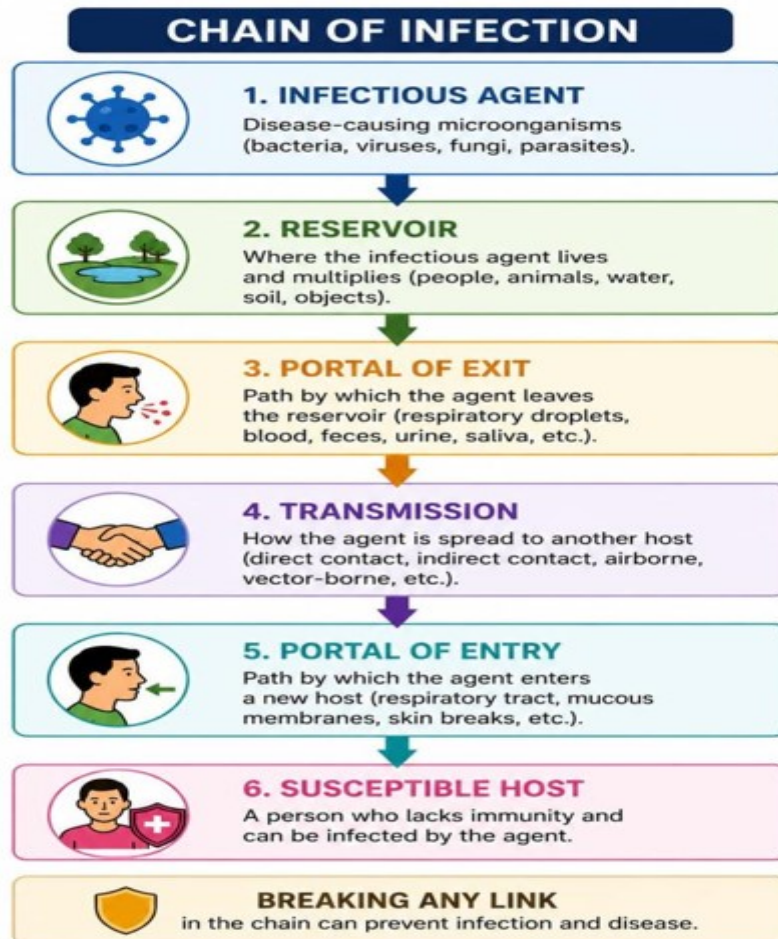 CHAIN OF INFECTION
1. INFECTIOUS AGENT
Disease-causing microonganisms
(bacteria, viruses, fungi, parasites).
2. RESERVOIR
Where the infectious agent lives
and multiplies (people, animals, water,
soil, objects).
3. PORTAL OF EXIT
Path by which the agent leaves
the reservoir (respiratory droplets,
blood, feces, urine, saliva, etc.).
4. TRANSMISSION
How the agent is spread to another host
(direct contact, indirect contact, airborne,
vector-borne, etc.).
5. PORTAL OF ENTRY
Path by which the agent enters
a new host (respiratory tract, mucous
membranes, skin breaks, etc.).
6. SUSCEPTIBLE HOST
A person who lacks immunity and
can be infected by the agent.
BREAKING ANY LINK
in the chain can prevent infection and disease.